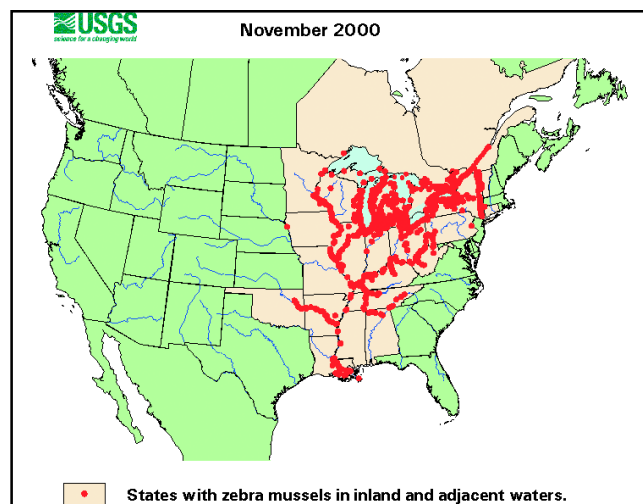 USGS
science for a changing world
November 2000
States with zebra mussels in inland and adjacent waters.